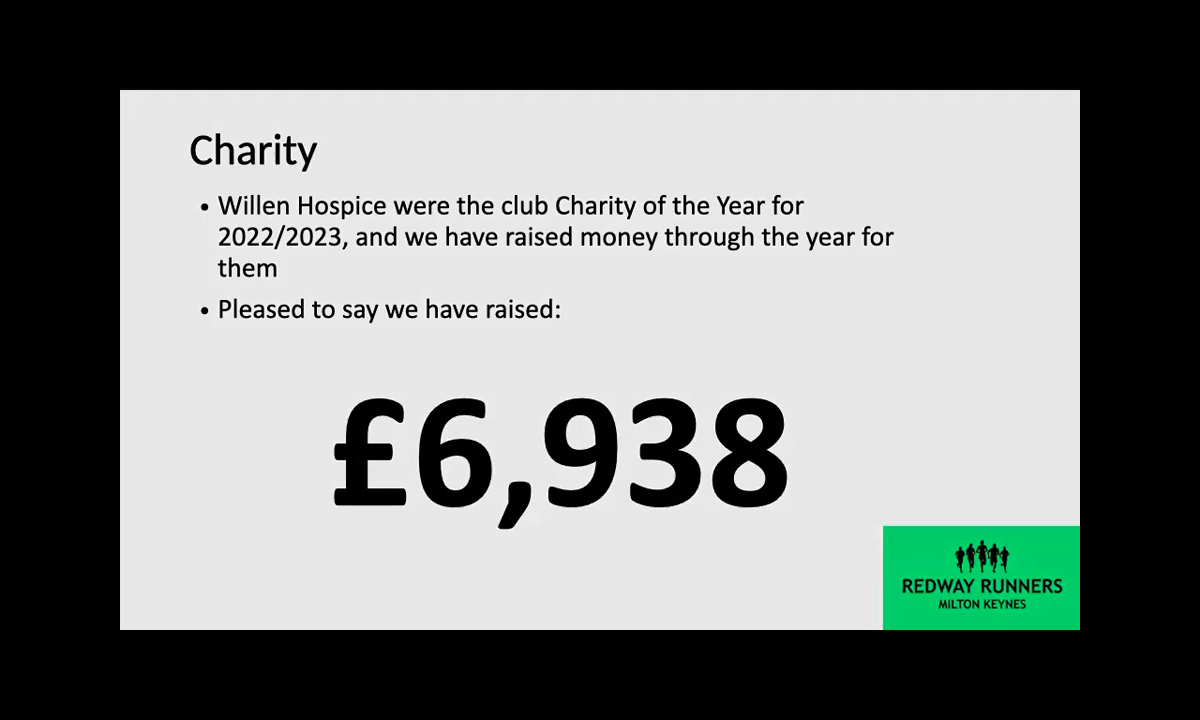 Charity
• Willen Hospice were the club Charity of the Year for
2022/2023, and we have raised money through the year for
them
• Pleased to say we have raised:
£6,938
REDWAY RUNNERS
MILTON KEYNES